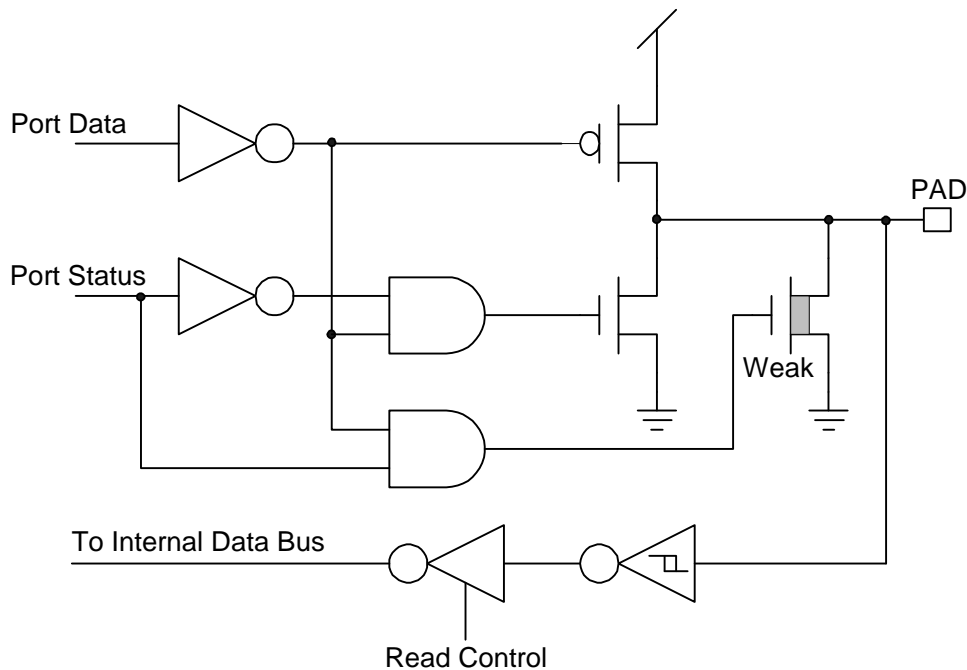 Port Data
PAD
Port Status
Weak
To Internal Data Bus
Read Control